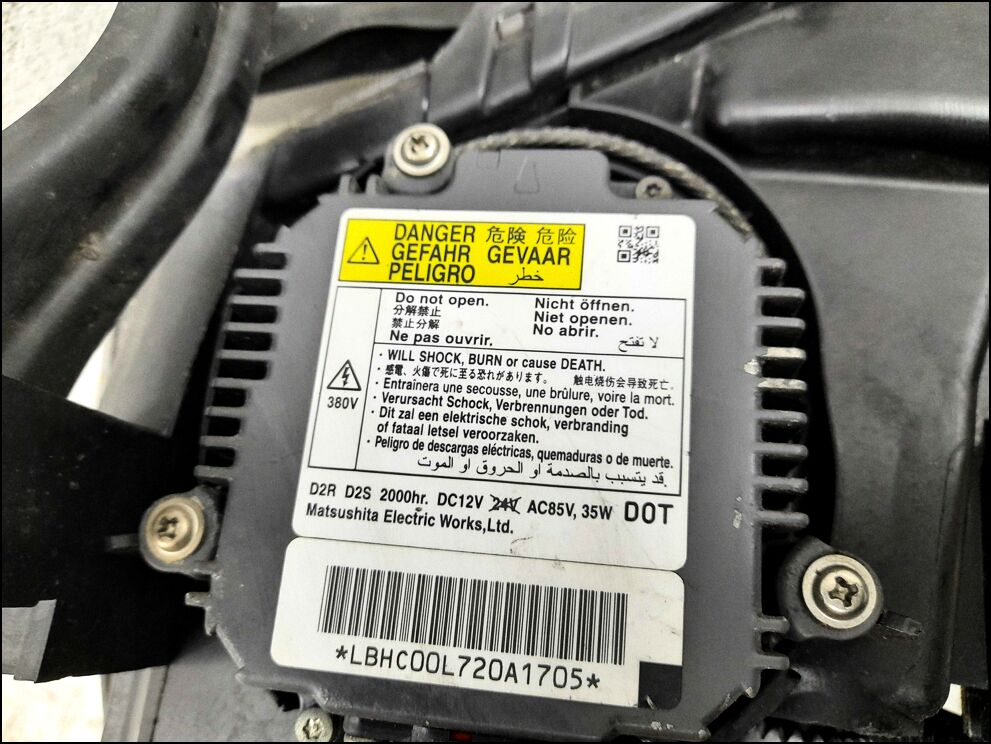 DANGER 危険 危险
GEFAHR GEVAAR
PELIGRO خطر
Do not open.
分解禁止
禁止分解
Ne pas ouvrir.
Nicht öffnen.
Niet openen.
No abrir.
لا تفتح
380V
· WILL SHOCK, BURN or cause DEATH.
· 感電、火傷で死に至る恐れがあります。 触电烧伤会导致死亡。
· Entraînera une secousse, une brûlure, voire la mort.
· Verursacht Schock, Verbrennungen oder Tod.
· Dit zal een elektrische schok, verbranding
of fataal letsel veroorzaken.
· Peligro de descargas eléctricas, quemaduras o de muerte.
قد يتسبب بالصدمة او الحروق او الموت.
D2R D2S 2000hr. DC12V 24V AC85V, 35W DOT
Matsushita Electric Works,Ltd.
*LBHC00L720A1705*